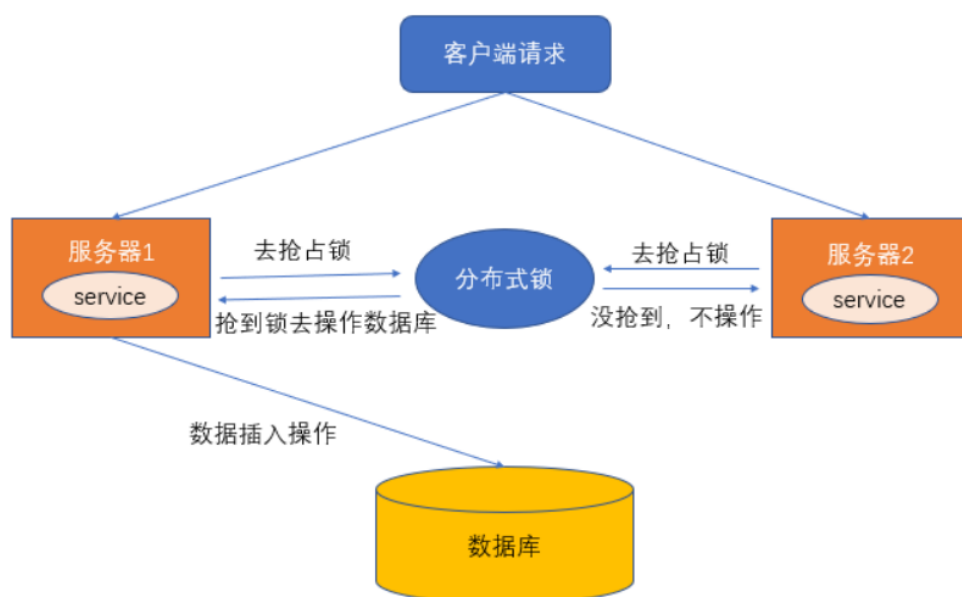 客户端请求
服务器1
service
去抢占锁
抢到锁去操作数据库
分布式锁
去抢占锁
没抢到，不操作
服务器2
service
数据插入操作
数据库